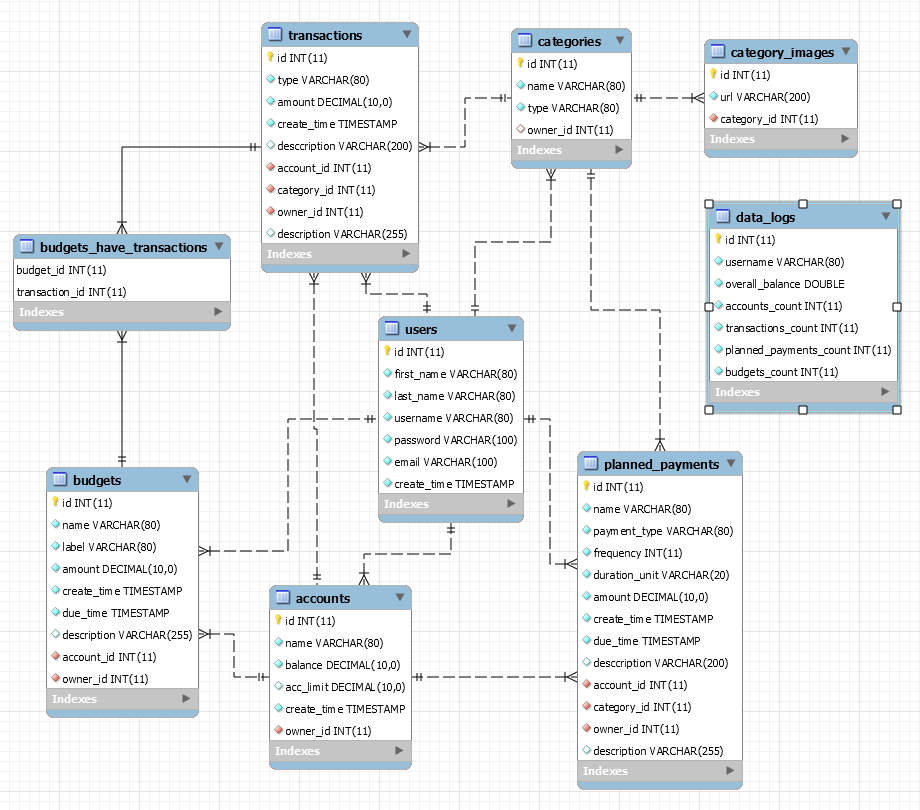 transactions
id INT(11)
type VARCHAR(80)
amount DECIMAL(10,0)
create_time TIMESTAMP
desccription VARCHAR(200)
account_id INT(11)
category_id INT(11)
owner_id INT(11)
description VARCHAR(255)
Indexes
categories
id INT(11)
name VARCHAR(80)
type VARCHAR(80)
owner_id INT(11)
Indexes
category_images
id INT(11)
url VARCHAR(200)
category_id INT(11)
Indexes
budgets_have_transactions
budget_id INT(11)
transaction_id INT(11)
Indexes
data_logs
id INT(11)
username VARCHAR(80)
overall_balance DOUBLE
accounts_count INT(11)
transactions_count INT(11)
planned_payments_count INT(11)
budgets_count INT(11)
Indexes
users
id INT(11)
first_name VARCHAR(80)
last_name VARCHAR(80)
username VARCHAR(80)
password VARCHAR(100)
email VARCHAR(100)
create_time TIMESTAMP
Indexes
budgets
id INT(11)
name VARCHAR(80)
label VARCHAR(80)
amount DECIMAL(10,0)
create_time TIMESTAMP
due_time TIMESTAMP
description VARCHAR(255)
account_id INT(11)
owner_id INT(11)
Indexes
accounts
id INT(11)
name VARCHAR(80)
balance DECIMAL(10,0)
acc_limit DECIMAL(10,0)
create_time TIMESTAMP
owner_id INT(11)
Indexes
planned_payments
id INT(11)
name VARCHAR(80)
payment_type VARCHAR(80)
frequency INT(11)
duration_unit VARCHAR(20)
amount DECIMAL(10,0)
create_time TIMESTAMP
due_time TIMESTAMP
desccription VARCHAR(200)
account_id INT(11)
category_id INT(11)
owner_id INT(11)
description VARCHAR(255)
Indexes